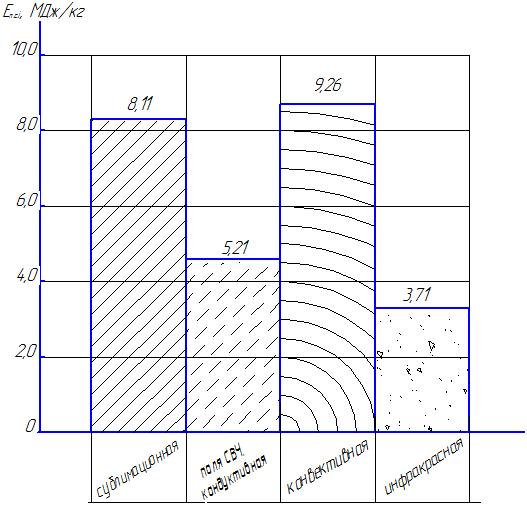 Eпсi, МДж/кг
10,0
9,26
8,11
8,0
6,0
5,21
4,0
3,71
2,0
0
сублимационная
поля СВЧ,
кондуктивная
конвективная
инфракрасная